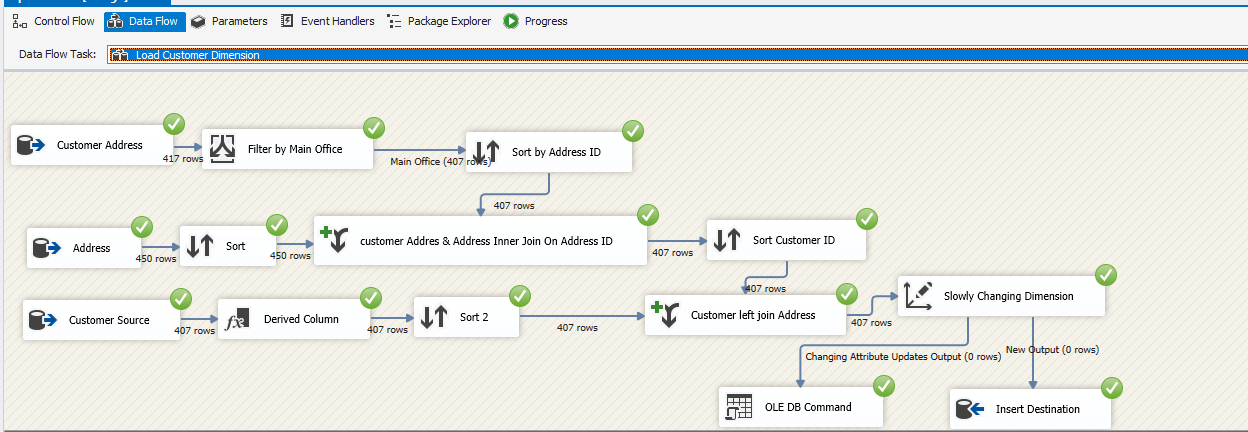 Control Flow
Data Flow
Parameters
Event Handlers
Package Explorer
Progress
Data Flow Task:
Load Customer Dimension
Customer Address
417 rows
Filter by Main Office
Main Office (407 rows)
Sort by Address ID
407 rows
Address
450 rows
Sort
450 rows
customer Addres & Address Inner Join On Address ID
407 rows
Sort Customer ID
407 rows
Customer Source
407 rows
Derived Column
407 rows
Sort 2
407 rows
Customer left join Address
407 rows
Slowly Changing Dimension
Changing Attribute Updates Output (0 rows)
New Output (0 rows)
OLE DB Command
Insert Destination